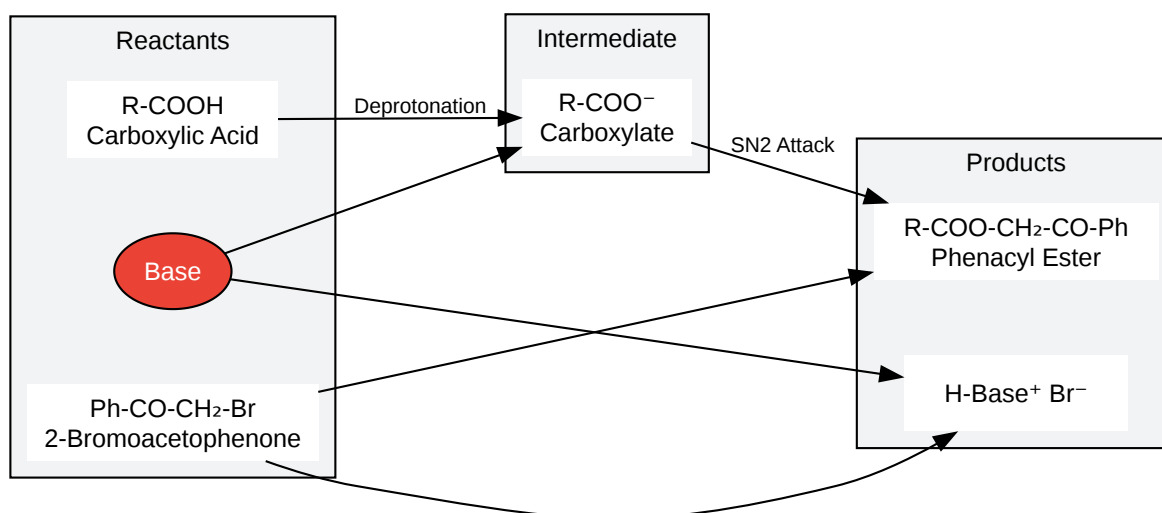 Reactants
R-COOH
Carboxylic Acid
Deprotonation
Intermediate
R-COO⁻
Carboxylate
SN2 Attack
Base
Products
R-COO-CH₂-CO-Ph
Phenacyl Ester
Ph-CO-CH₂-Br
2-Bromoacetophenone
H-Base⁺ Br⁻